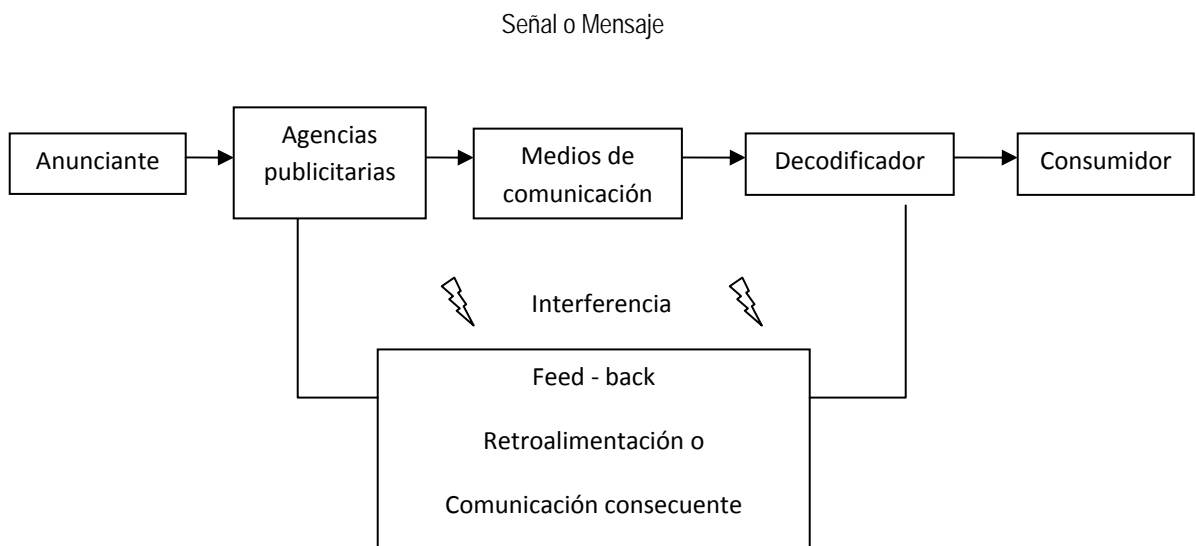 Señal o Mensaje
Anunciante
Agencias
publicitarias
Medios de
comunicación
Decodificador
Consumidor
Interferencia
Feed - back
Retroalimentación o
Comunicación consecuente